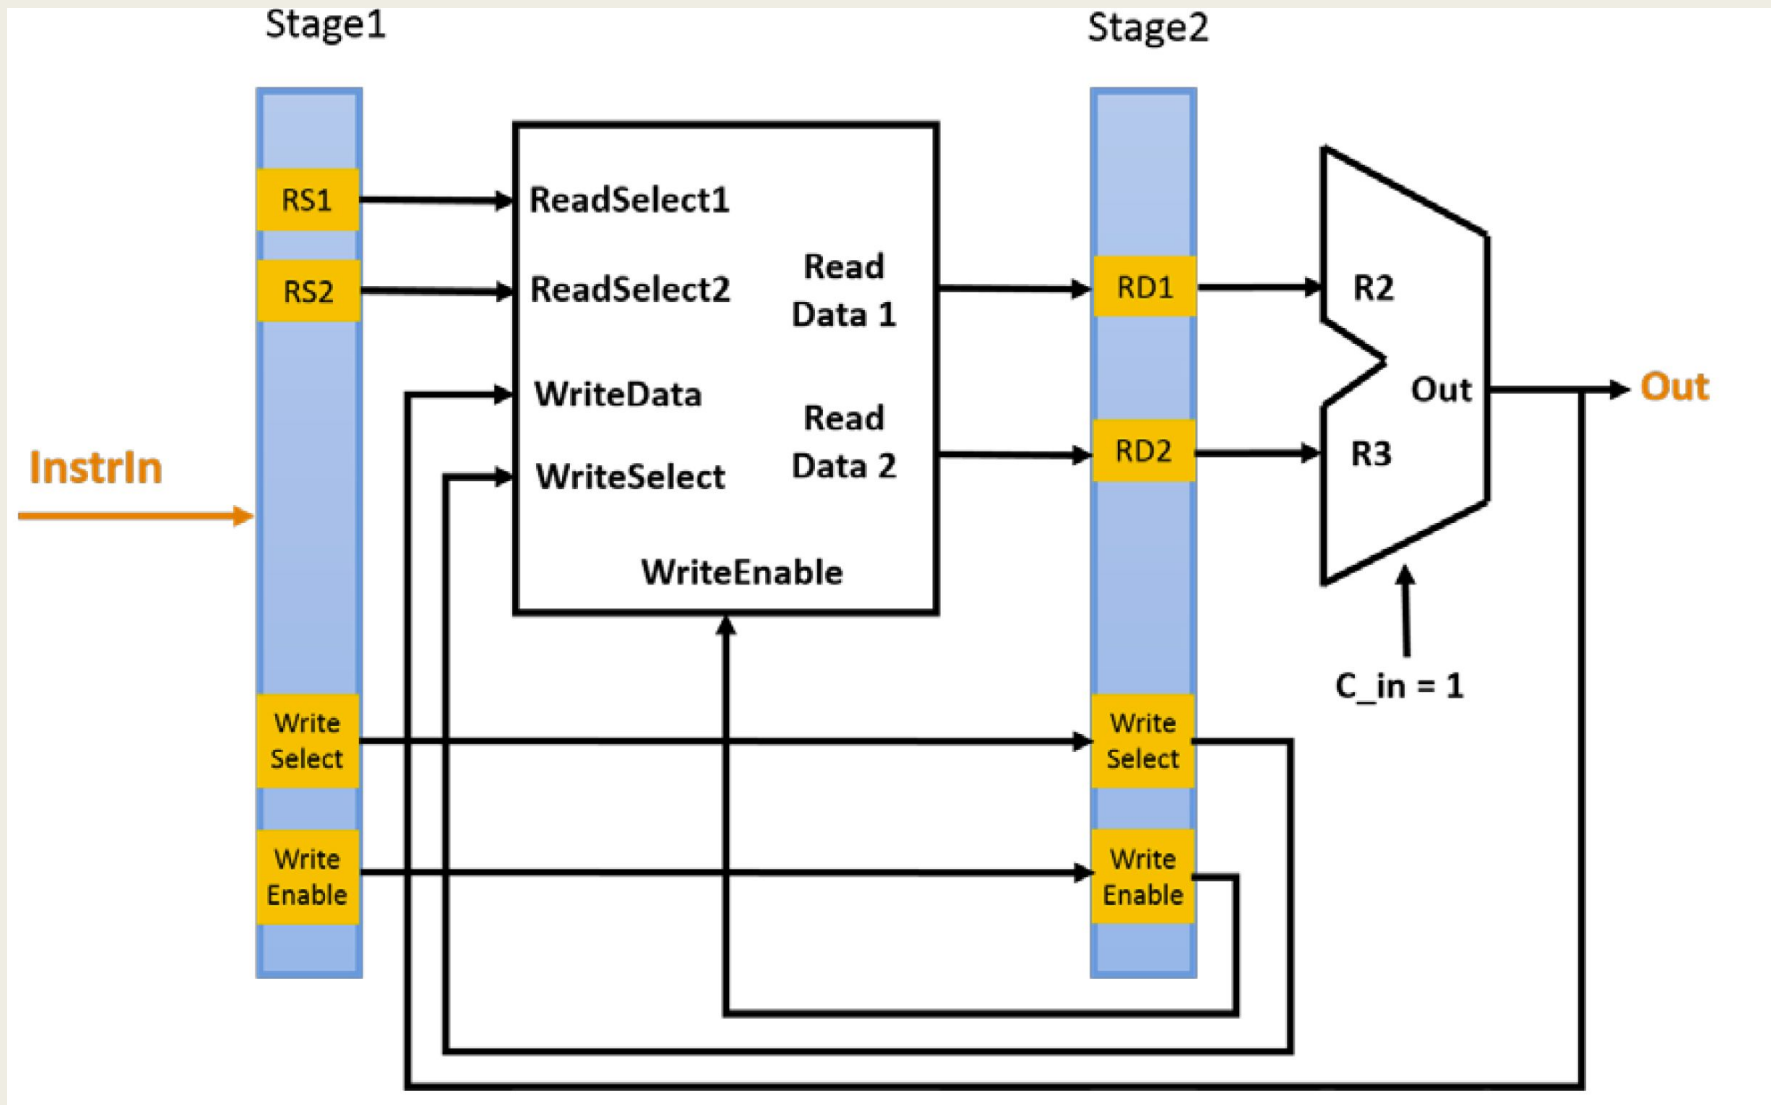 Stage1
Stage2
RS1
ReadSelect1
RS2
ReadSelect2
Read
Data 1
RD1
R2
WriteData
Read
Data 2
RD2
R3
Out
Out
InstrIn
WriteSelect
WriteEnable
C_in = 1
Write
Select
Write
Select
Write
Enable
Write
Enable